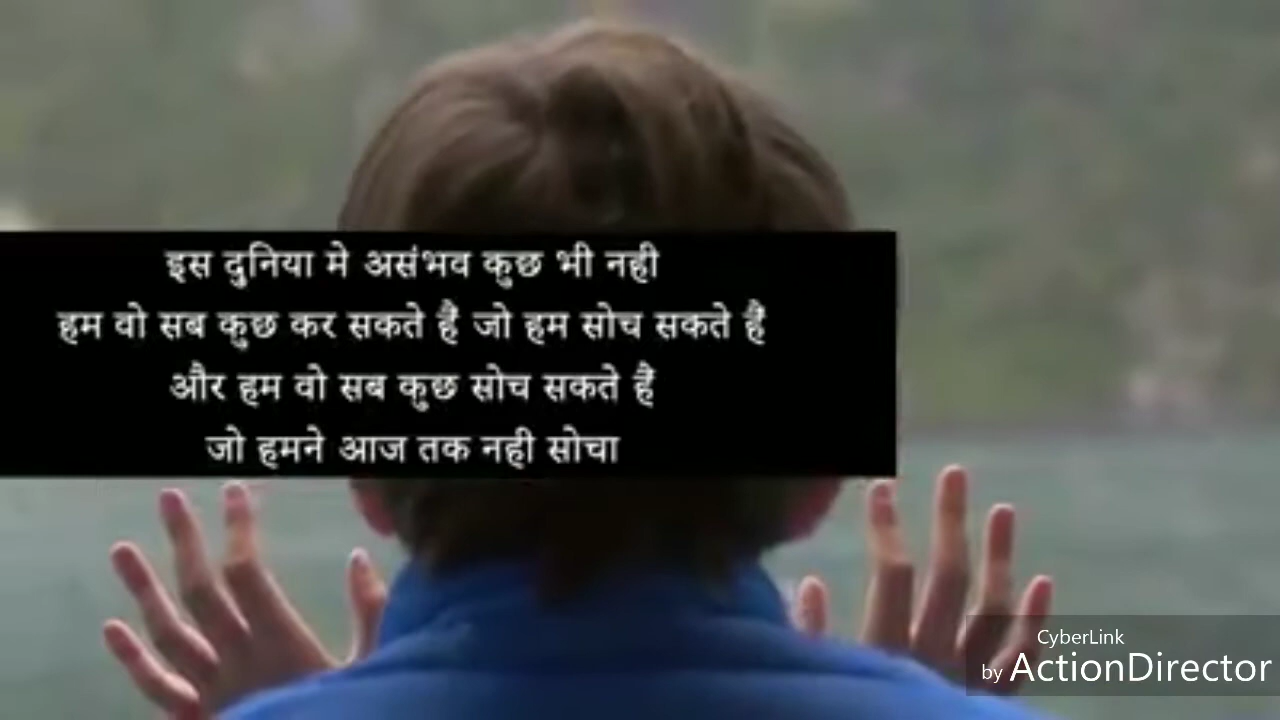 इस दुनिया मे असंभव कुछ भी नही
हम वो सब कुछ कर सकते हैं जो हम सोच सकते हैं
और हम वो सब कुछ सोच सकते हैं
जो हमने आज तक नही सोचा
CyberLink
by ActionDirector